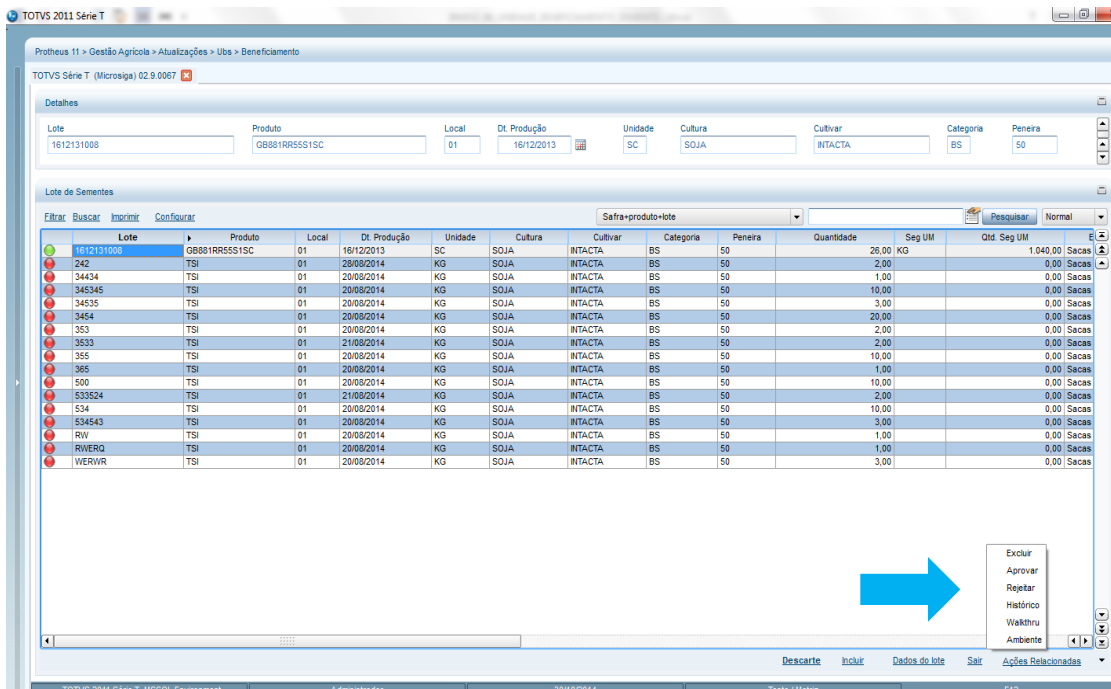 TOTVS 2011 Série T
Protheus 11 > Gestão Agrícola > Atualizações > Ubs > Beneficiamento
TOTVS Série T (Microsiga) 02.9.0067
Detalhes
Lote Produto Local Dt. Produção Unidade Cultura Cultivar Categoria Peneira
1612131008 GB881RR55S1SC 01 16/12/2013 SC SOJA INTACTA BS 50
Lote de Sementes
Filtrar Buscar Imprimir Configurar Safra+produto+lote Pesquisar Normal
Lote Produto Local Dt. Produção Unidade Cultura Cultivar Categoria Peneira Quantidade Seg UM Qtd. Seg UM E
1612131008 GB881RR55S1SC 01 16/12/2013 SC SOJA INTACTA BS 50 26,00 KG 1.040,00 Sacas
242 TSI 01 28/08/2014 KG SOJA INTACTA BS 50 2,00 0,00 Sacas
34434 TSI 01 20/08/2014 KG SOJA INTACTA BS 50 1,00 0,00 Sacas
345345 TSI 01 20/08/2014 KG SOJA INTACTA BS 50 10,00 0,00 Sacas
34535 TSI 01 20/08/2014 KG SOJA INTACTA BS 50 3,00 0,00 Sacas
3454 TSI 01 20/08/2014 KG SOJA INTACTA BS 50 20,00 0,00 Sacas
353 TSI 01 20/08/2014 KG SOJA INTACTA BS 50 2,00 0,00 Sacas
3533 TSI 01 21/08/2014 KG SOJA INTACTA BS 50 2,00 0,00 Sacas
355 TSI 01 20/08/2014 KG SOJA INTACTA BS 50 10,00 0,00 Sacas
365 TSI 01 20/08/2014 KG SOJA INTACTA BS 50 1,00 0,00 Sacas
500 TSI 01 20/08/2014 KG SOJA INTACTA BS 50 10,00 0,00 Sacas
533524 TSI 01 21/08/2014 KG SOJA INTACTA BS 50 2,00 0,00 Sacas
534 TSI 01 20/08/2014 KG SOJA INTACTA BS 50 10,00 0,00 Sacas
534543 TSI 01 20/08/2014 KG SOJA INTACTA BS 50 3,00 0,00 Sacas
RW TSI 01 20/08/2014 KG SOJA INTACTA BS 50 1,00 0,00 Sacas
RWERQ TSI 01 20/08/2014 KG SOJA INTACTA BS 50 1,00 0,00 Sacas
WERWR TSI 01 20/08/2014 KG SOJA INTACTA BS 50 3,00 0,00 Sacas
Excluir
Aprovar
Rejeitar
Histórico
Walkthru
Ambiente
Descarte Incluir Dados do lote Sair Ações Relacionadas